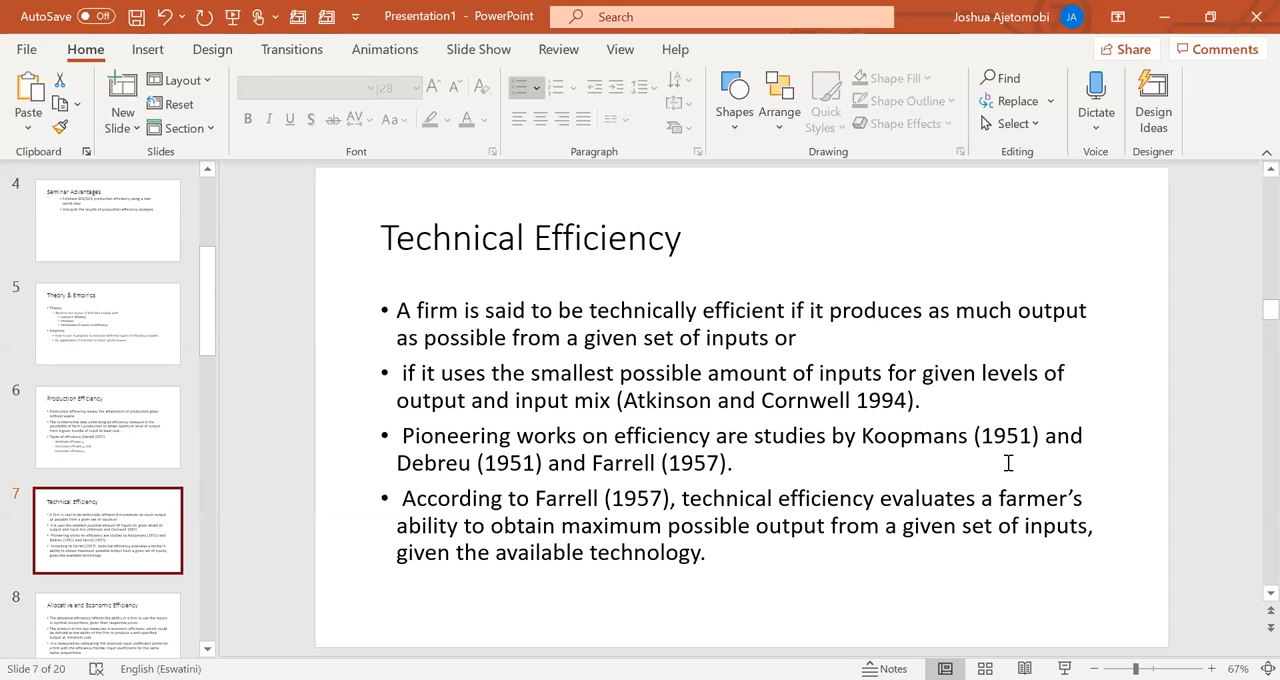 AutoSave Off Presentation1 - PowerPoint Search Joshua Ajetomobi JA
File Home Insert Design Transitions Animations Slide Show Review View Help Share Comments
Paste New Slide Layout Reset Section 28 Shapes Arrange Quick Styles Shape Fill Shape Outline Shape Effects Find Replace Select Dictate Design Ideas
Clipboard Slides Font Paragraph Drawing Editing Voice Designer
4
Seminar Advantages
5
Theory & Empirics
6
Production Efficiency
7
Technical Efficiency
8
Allocative and Economic Efficiency
Technical Efficiency
• A firm is said to be technically efficient if it produces as much output
as possible from a given set of inputs or
• if it uses the smallest possible amount of inputs for given levels of
output and input mix (Atkinson and Cornwell 1994).
• Pioneering works on efficiency are studies by Koopmans (1951) and
Debreu (1951) and Farrell (1957).
• According to Farrell (1957), technical efficiency evaluates a farmer's
ability to obtain maximum possible output from a given set of inputs,
given the available technology.
Slide 7 of 20 English (Eswatini) Notes 67%